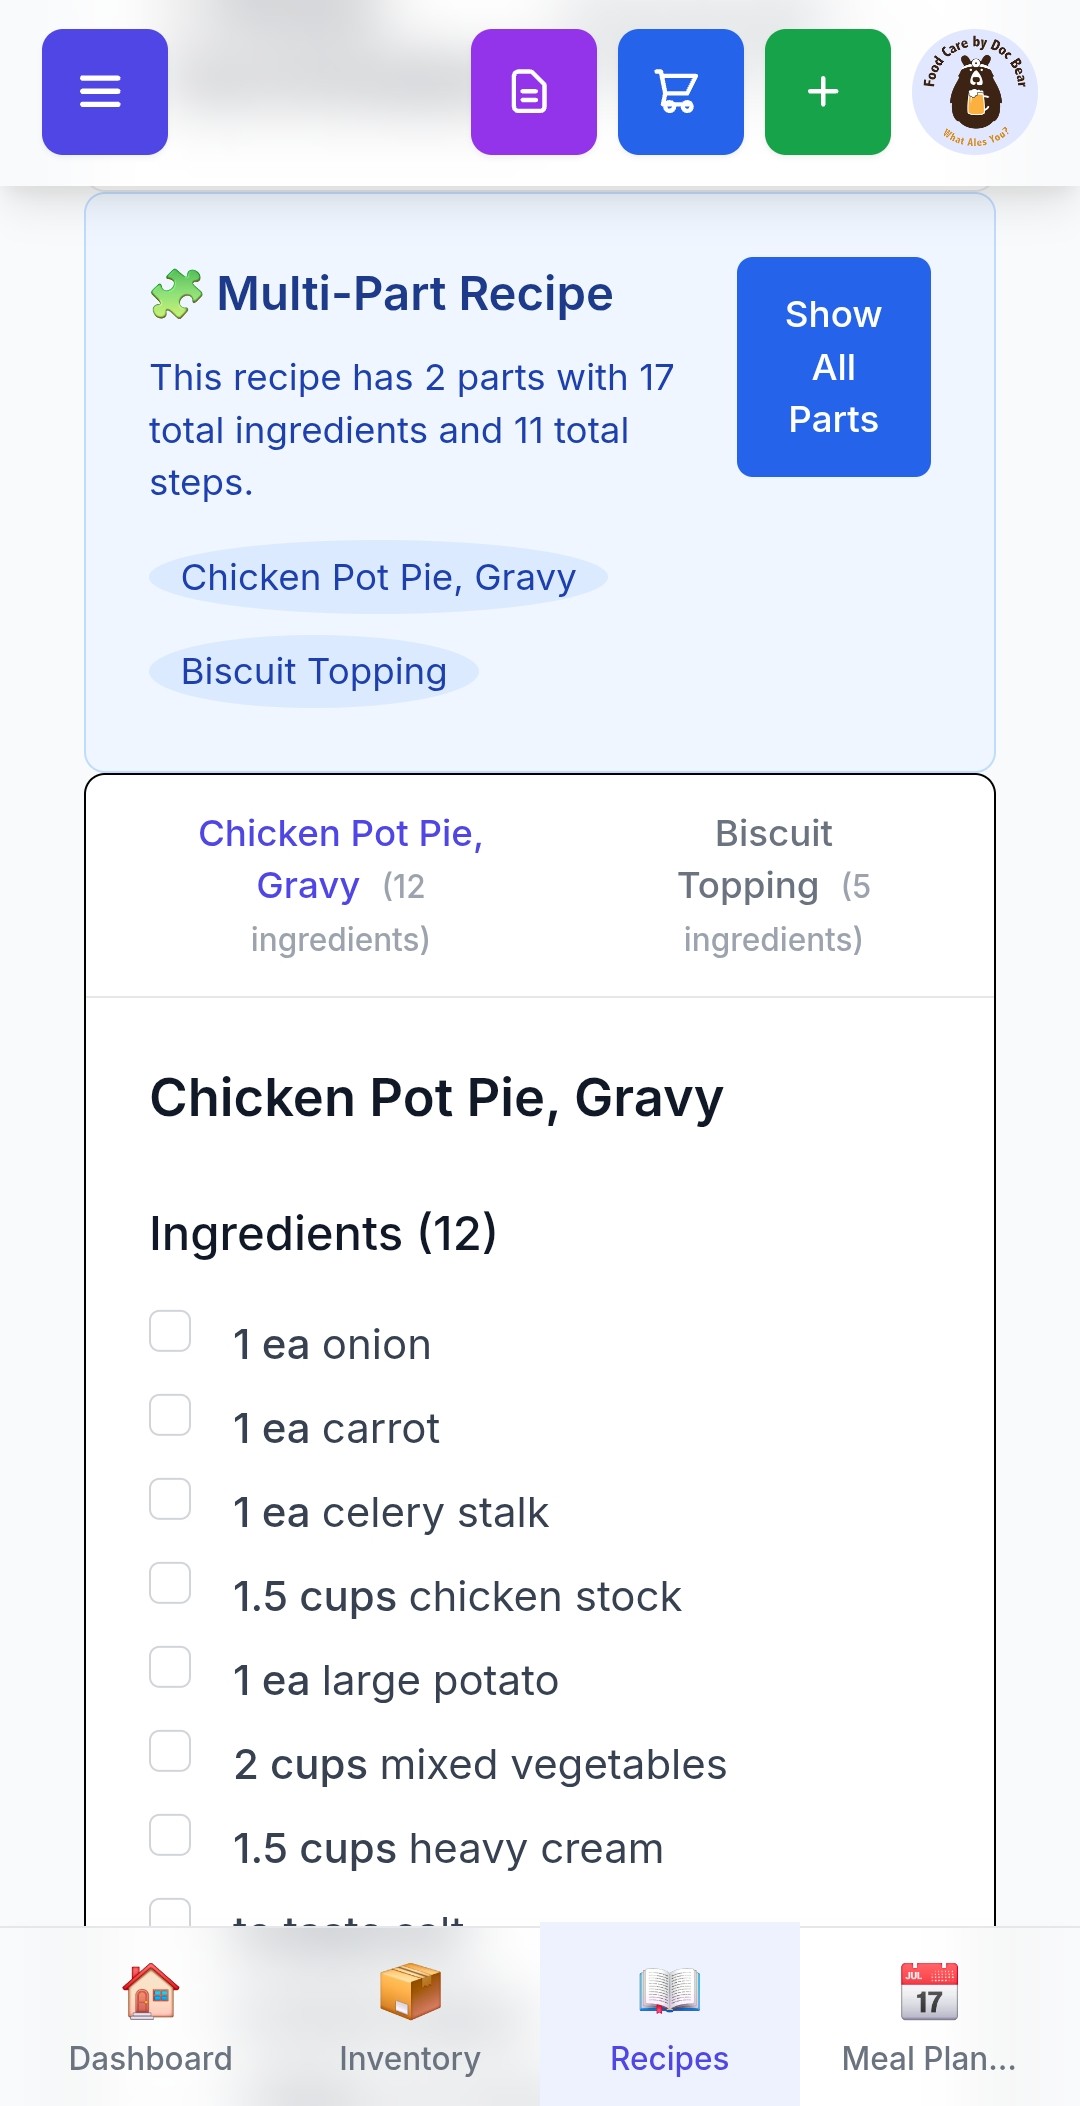 Food Care by Doc Bear
What Ales You?
Multi-Part Recipe
Show
All
Parts
This recipe has 2 parts with 17
total ingredients and 11 total
steps.
Chicken Pot Pie, Gravy
Biscuit Topping
Chicken Pot Pie,
Gravy (12
ingredients)
Biscuit
Topping (5
ingredients)
Chicken Pot Pie, Gravy
Ingredients (12)
1 ea onion
1 ea carrot
1 ea celery stalk
1.5 cups chicken stock
1 ea large potato
2 cups mixed vegetables
1.5 cups heavy cream
to taste salt
JUL
17
Dashboard
Inventory
Recipes
Meal Plan...